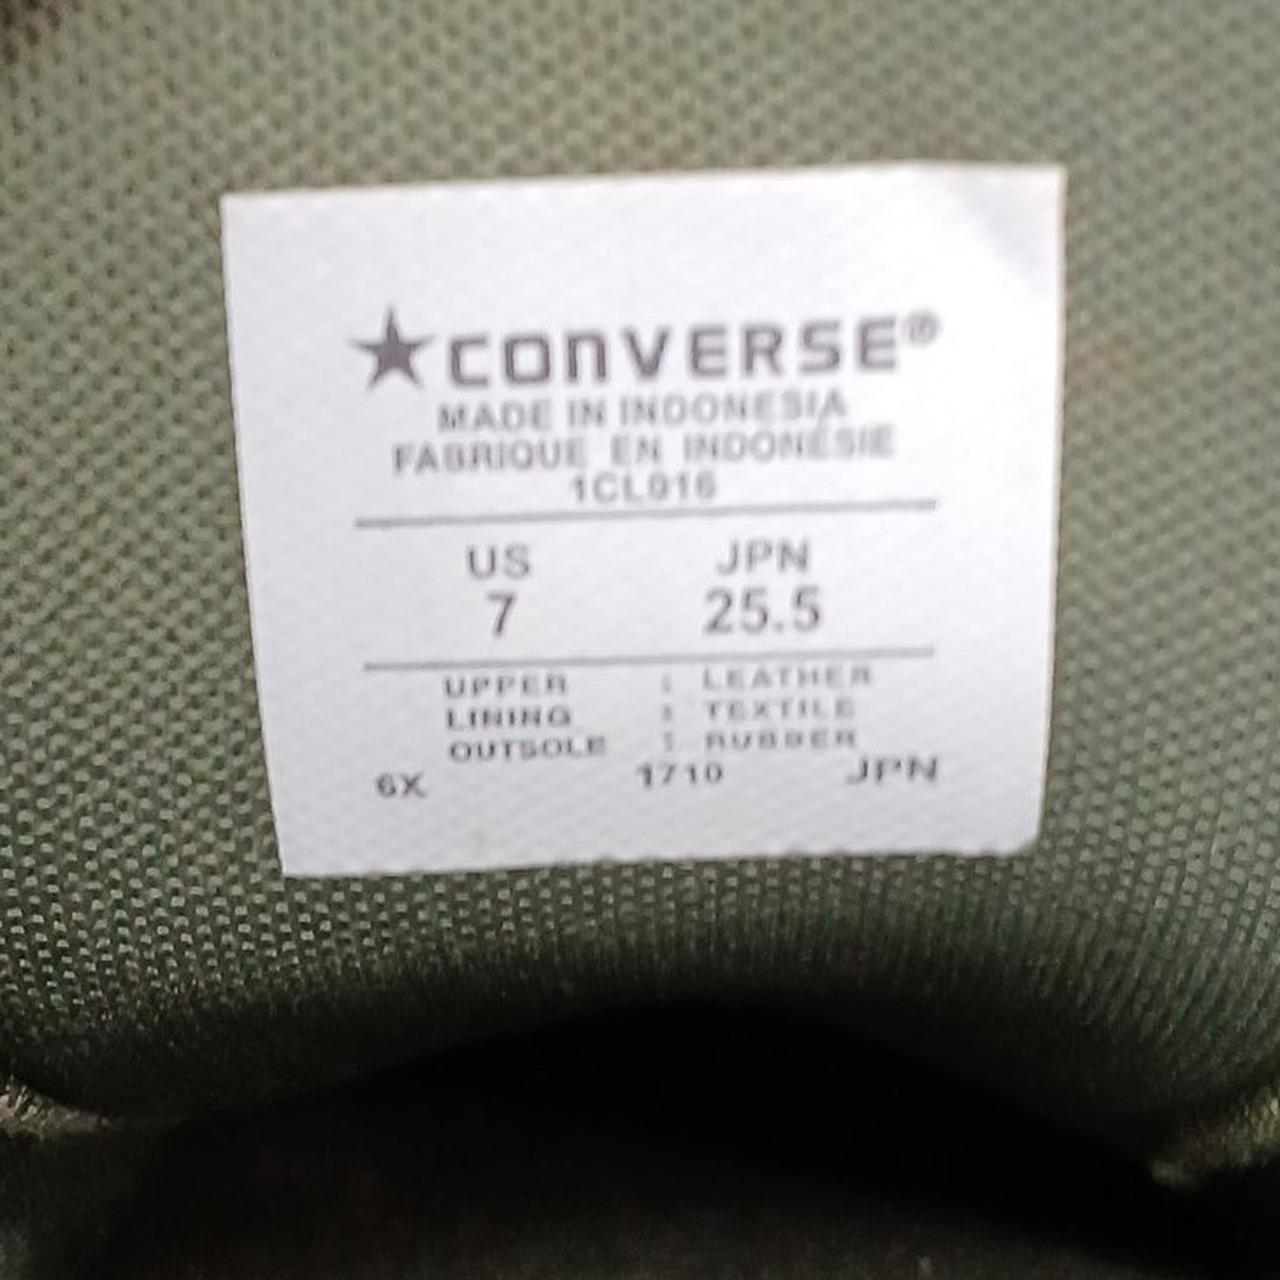 CONVERSE®
MADE IN INDONESIA
FABRIQUE EN INDONÉSIE
1CL016
US JPN
7 25.5
UPPER : LEATHER
LINING : TEXTILE
OUTSOLE : RUBBER
6X 1710 JPN